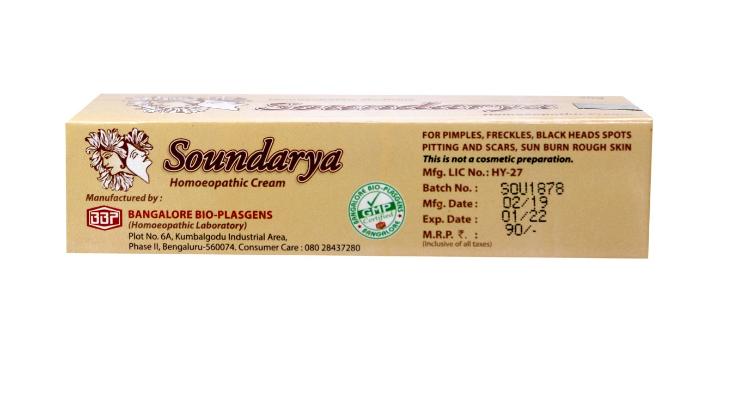 Soundarya
Soundarya
Homoeopathic Cream
Manufactured by :
BBP
BANGALORE BIO-PLASGENS
(Homoeopathic Laboratory)
Plot No. 6A, Kumbalgodu Industrial Area,
Phase II, Bengaluru-560074. Consumer Care : 080 28437280
BANGALORE BIO-PLASGENS
GMP
Certified
BANGALORE
FOR PIMPLES, FRECKLES, BLACK HEADS SPOTS
PITTING AND SCARS, SUN BURN ROUGH SKIN
This is not a cosmetic preparation.
Mfg. LIC No.: HY-27
Batch No. : SOU1878
Mfg. Date : 02/19
Exp. Date : 01/22
M.R.P. ₹. : 90/-
(Inclusive of all taxes)